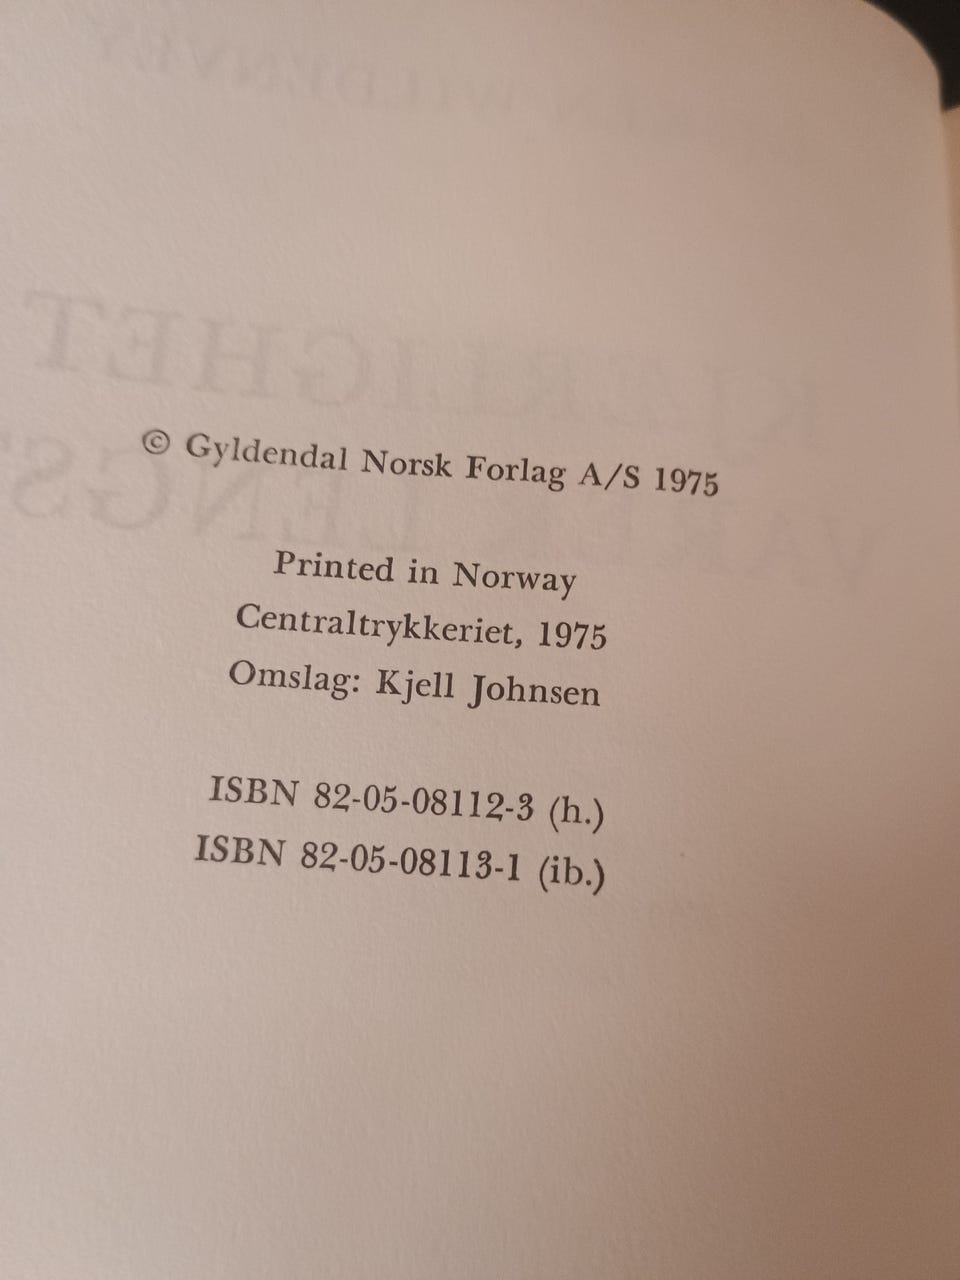 © Gyldendal Norsk Forlag A/S 1975
Printed in Norway
Centraltrykkeriet, 1975
Omslag: Kjell Johnsen
ISBN 82-05-08112-3 (h.)
ISBN 82-05-08113-1 (ib.)